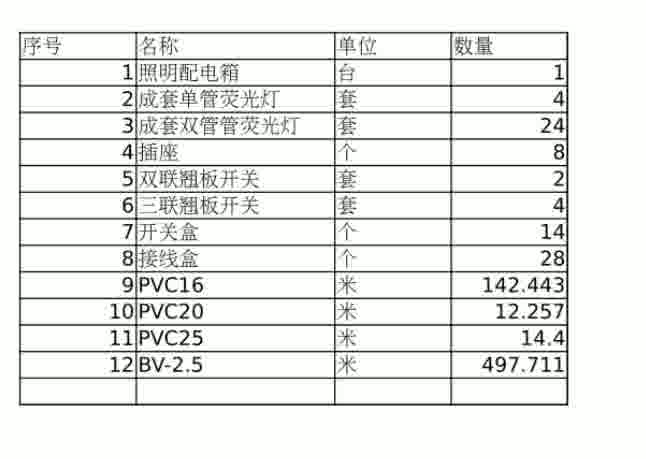 序号 名称 单位 数量
1 照明配电箱 台 1
2 成套单管荧光灯 套 4
3 成套双管管荧光灯 套 24
4 插座 个 8
5 双联翘板开关 套 2
6 三联翘板开关 套 4
7 开关盒 个 14
8 接线盒 个 28
9 PVC16 米 142.443
10 PVC20 米 12.257
11 PVC25 米 14.4
12 BV-2.5 米 497.711